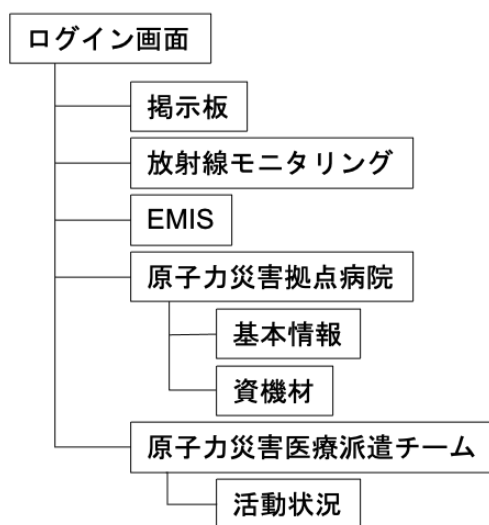 ログイン画面
掲示板
放射線モニタリング
EMIS
原子力災害拠点病院
基本情報
資機材
原子力災害医療派遣チーム
活動状況